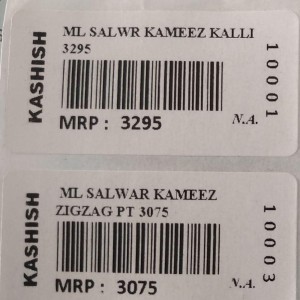 KASHISH
ML SALWR KAMEEZ KALLI
3295
MRP : 3295
N.A.
10001
KASHISH
ML SALWAR KAMEEZ
ZIGZAG PT 3075
MRP : 3075
N.A.
10003